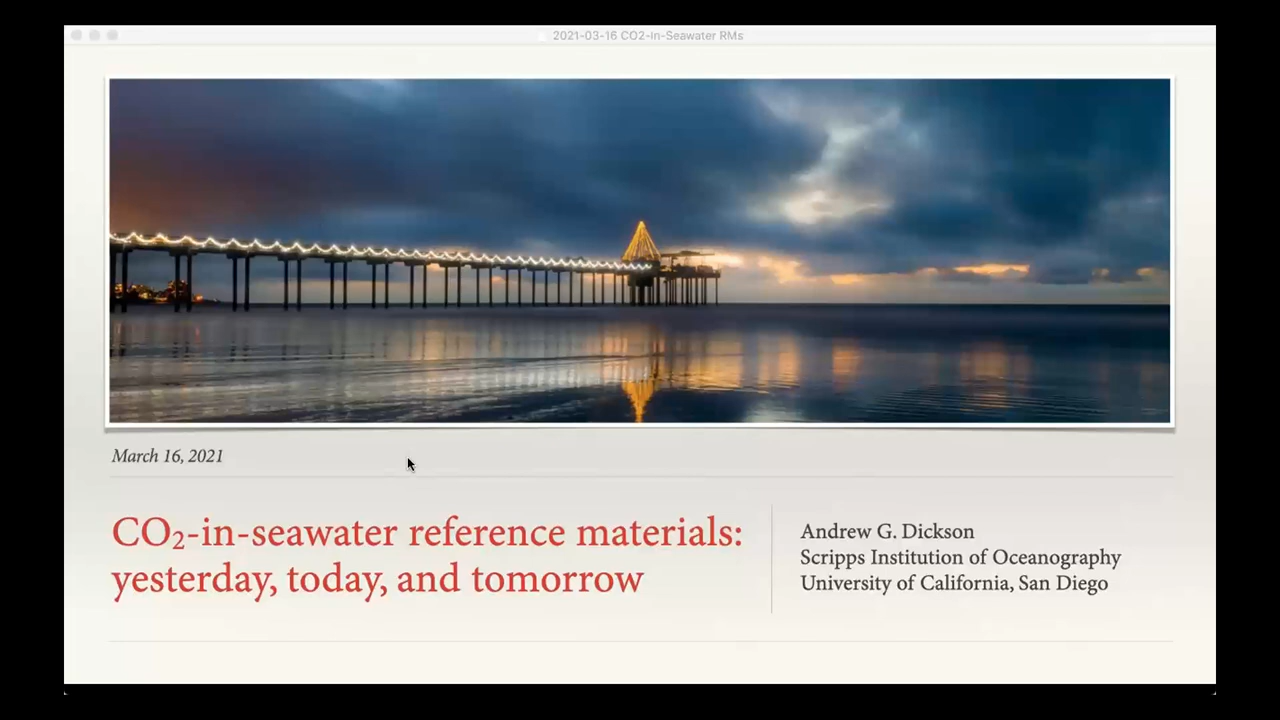 2021-03-16 CO2-In-Seawater RMs
March 16, 2021
CO₂-in-seawater reference materials:
yesterday, today, and tomorrow
Andrew G. Dickson
Scripps Institution of Oceanography
University of California, San Diego